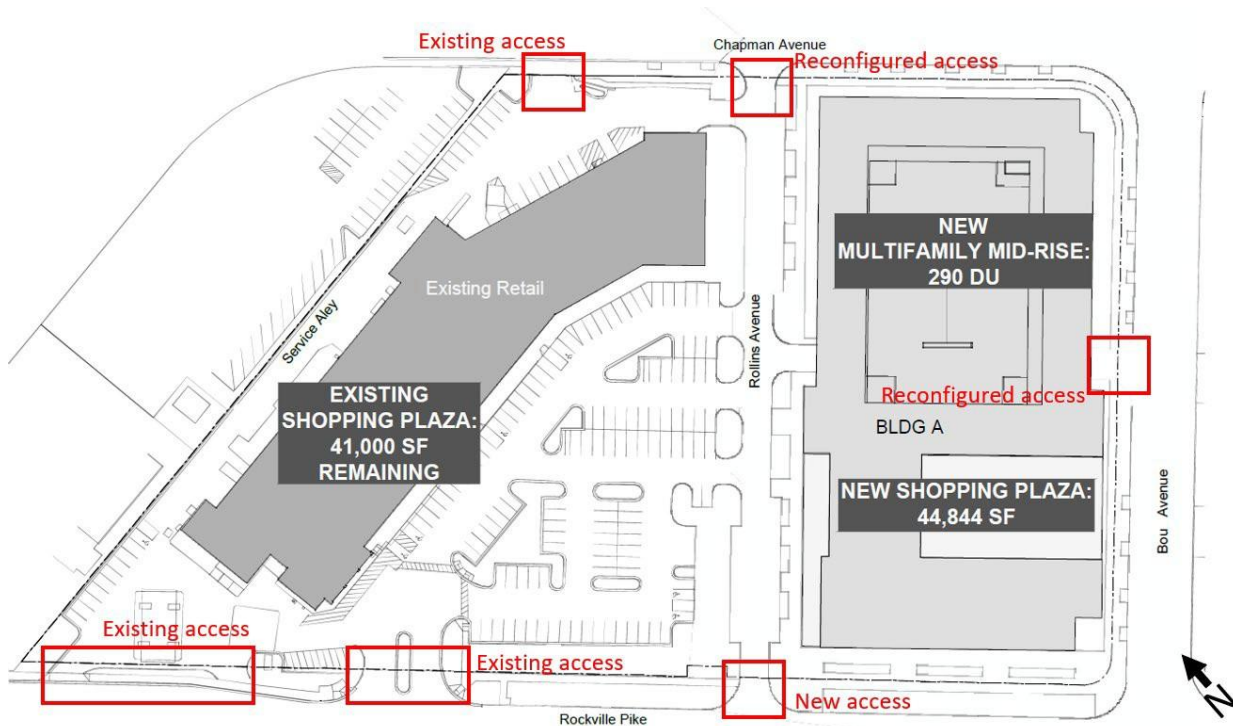 Existing access
Chapman Avenue
Reconfigured access
NEW
MULTIFAMILY MID-RISE:
290 DU
Existing Retail
Service Aley
Rollins Avenue
Reconfigured access
EXISTING
SHOPPING PLAZA:
41,000 SF
REMAINING
BLDG A
NEW SHOPPING PLAZA:
44,844 SF
Bou Avenue
Existing access
Existing access
New access
Rockville Pike
N